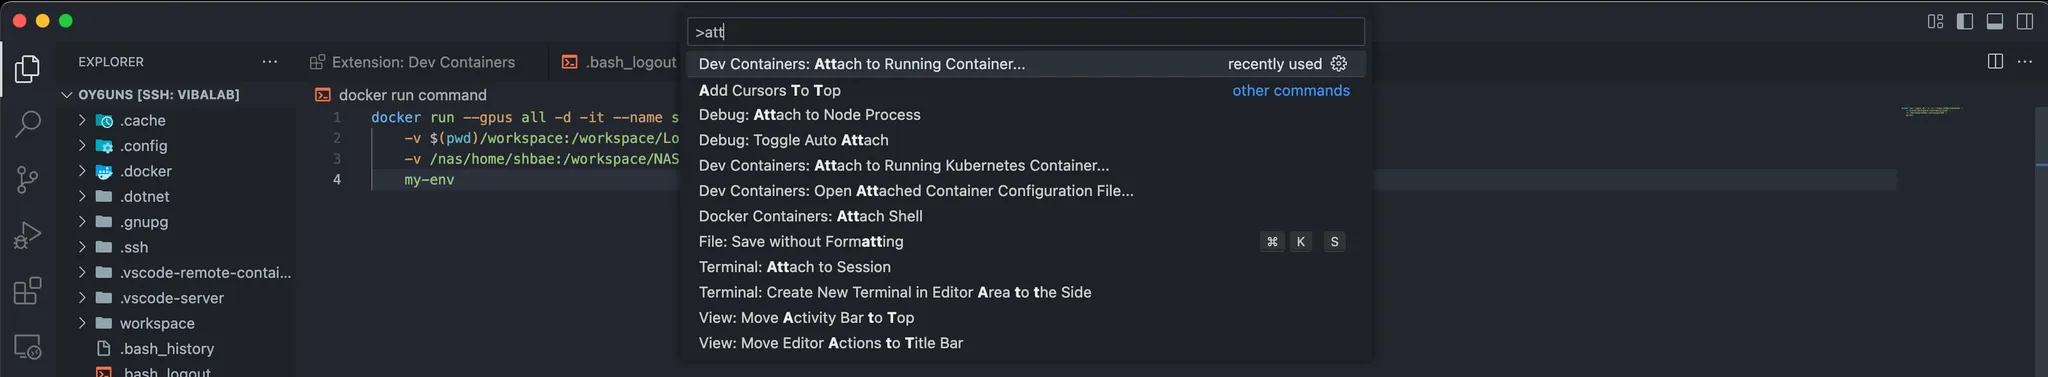 >att
EXPLORER
Extension: Dev Containers
.bash_logout
OY6UNS [SSH: VIBALAB]
.cache
.config
.docker
.dotnet
.gnupg
.ssh
.vscode-remote-contai...
.vscode-server
workspace
.bash_history
.bash_logout
docker run command
1 docker run --gpus all -d -it --name s
2 -v $(pwd)/workspace:/workspace/Lo
3 -v /nas/home/shbae:/workspace/NAS
4 my-env
Dev Containers: Attach to Running Container... recently used
Add Cursors To Top other commands
Debug: Attach to Node Process
Debug: Toggle Auto Attach
Dev Containers: Attach to Running Kubernetes Container...
Dev Containers: Open Attached Container Configuration File...
Docker Containers: Attach Shell
File: Save without Formatting ⌘ K S
Terminal: Attach to Session
Terminal: Create New Terminal in Editor Area to the Side
View: Move Activity Bar to Top
View: Move Editor Actions to Title Bar